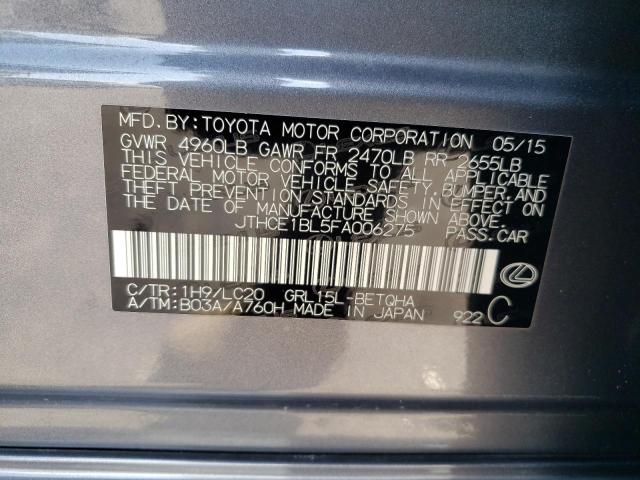 MFD. BY: TOYOTA MOTOR CORPORATION 05/15
GVWR 4960LB GAWR FR 2470LB RR 2655LB
THIS VEHICLE CONFORMS TO ALL APPLICABLE
FEDERAL MOTOR VEHICLE SAFETY, BUMPER, AND
THEFT PREVENTION STANDARDS IN EFFECT ON
THE DATE OF MANUFACTURE SHOWN ABOVE.
JTHCE1BL5FA006275 PASS.CAR
C/TR: 1H9/LC20 GRL15L-BETQHA
A/TM: B03A/A760H MADE IN JAPAN 922 C